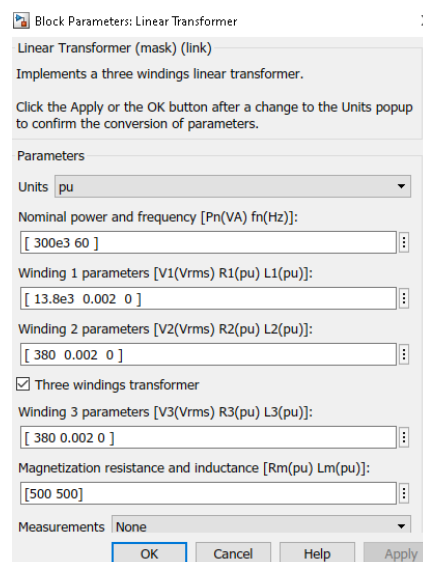 Block Parameters: Linear Transformer
Linear Transformer (mask) (link)
Implements a three windings linear transformer.
Click the Apply or the OK button after a change to the Units popup
to confirm the conversion of parameters.
Parameters
Units pu
Nominal power and frequency [Pn(VA) fn(Hz)]:
[ 300e3 60 ]
Winding 1 parameters [V1(Vrms) R1(pu) L1(pu)]:
[ 13.8e3 0.002 0 ]
Winding 2 parameters [V2(Vrms) R2(pu) L2(pu)]:
[ 380 0.002 0 ]
Three windings transformer
Winding 3 parameters [V3(Vrms) R3(pu) L3(pu)]:
[ 380 0.002 0 ]
Magnetization resistance and inductance [Rm(pu) Lm(pu)]:
[500 500]
Measurements None
OK Cancel Help Apply